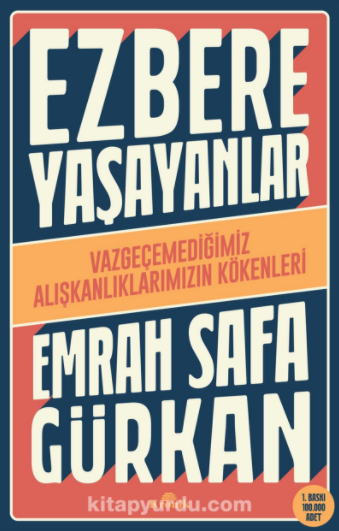 EZBERE
YAŞAYANLAR
VAZGEÇEMEDİĞİMİZ
ALIŞKANLIKLARIMIZIN KÖKENLERİ
EMRAH SAFA
GÜRKAN
kitapyurdu.com
1. BASKI
100.000
ADET